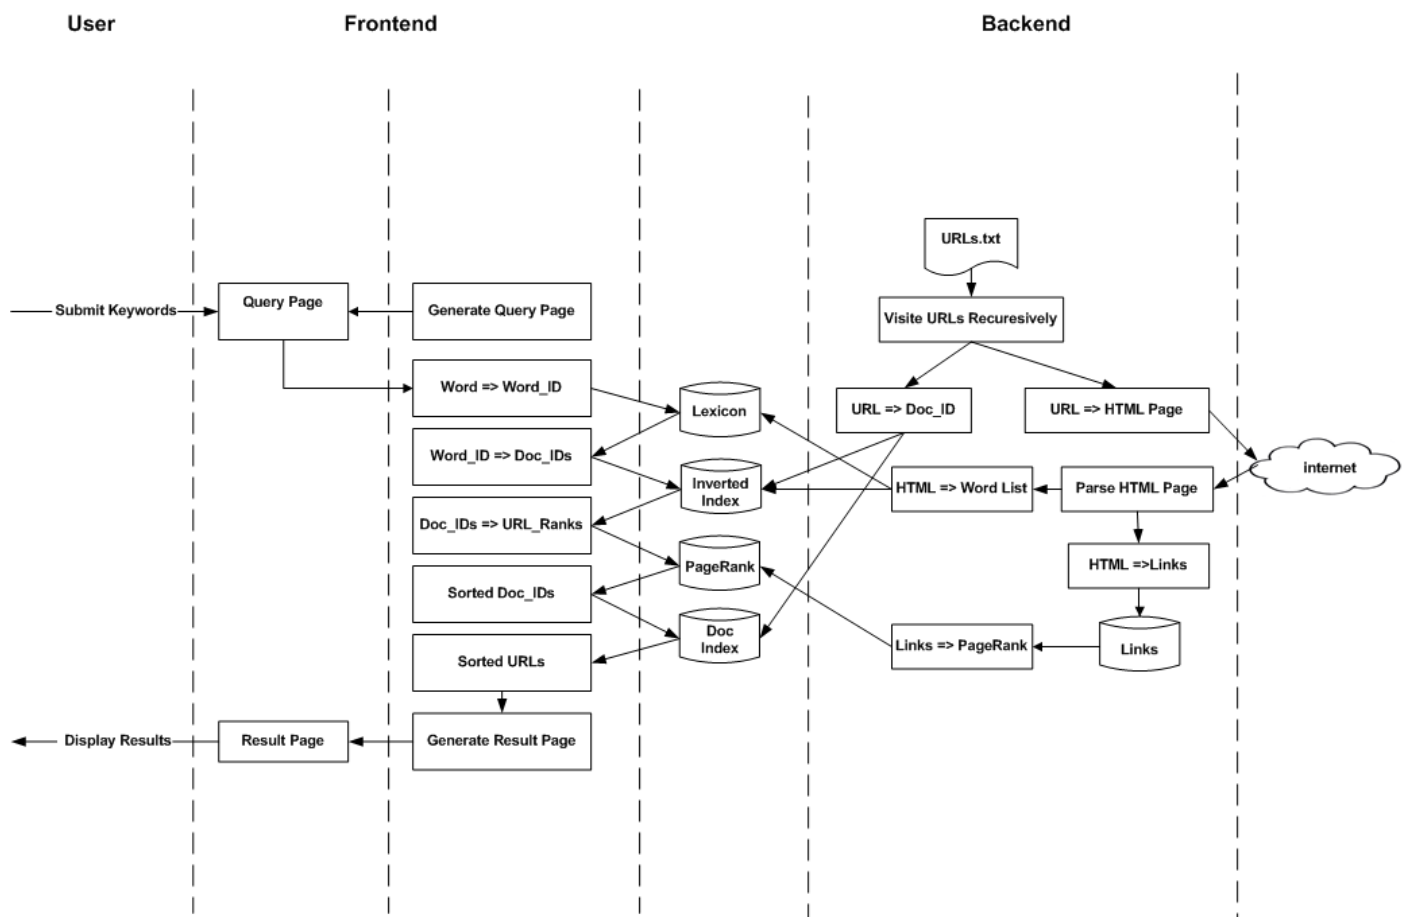 User
Frontend
Backend
URLs.txt
Submit Keywords
Query Page
Generate Query Page
Visite URLs Recuresively
Word => Word_ID
Lexicon
URL => Doc_ID
URL => HTML Page
Word_ID => Doc_IDs
Inverted
Index
HTML => Word List
Parse HTML Page
internet
Doc_IDs => URL_Ranks
PageRank
HTML =>Links
Sorted Doc_IDs
Doc
Index
Links => PageRank
Links
Sorted URLs
Display Results
Result Page
Generate Result Page